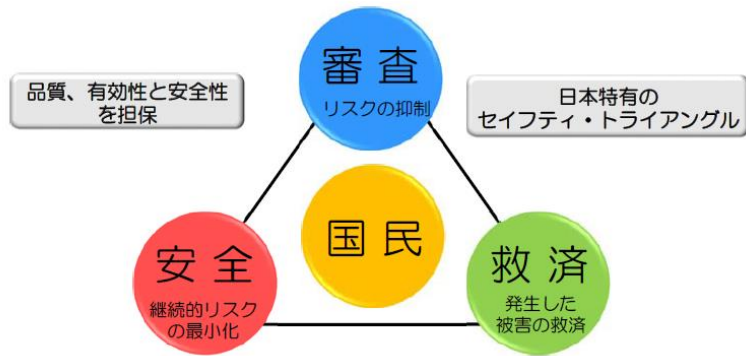 審査
リスクの抑制
品質、有効性と安全性
を担保
日本特有の
セイフティ・トライアングル
国民
安全
継続的リスク
の最小化
救済
発生した
被害の救済